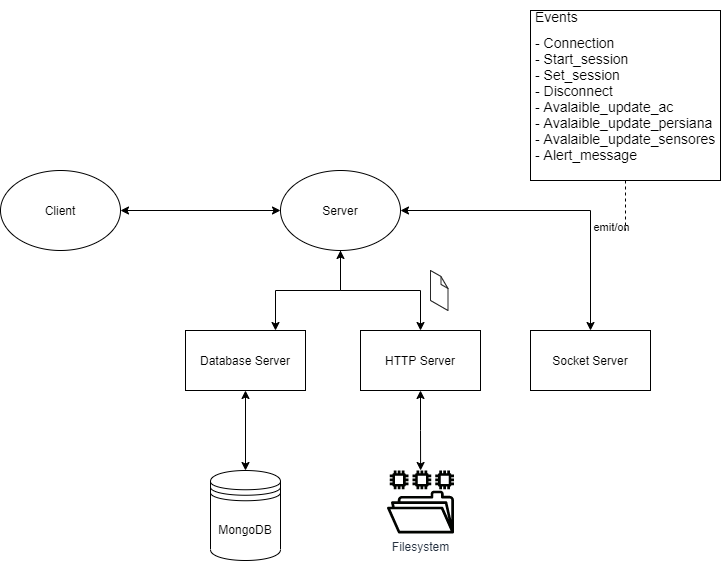 Events
- Connection
- Start_session
- Set_session
- Disconnect
- Avalaible_update_ac
- Avalaible_update_persiana
- Avalaible_update_sensores
- Alert_message
Client
Server
emit/on
Database Server
HTTP Server
Socket Server
MongoDB
Filesystem